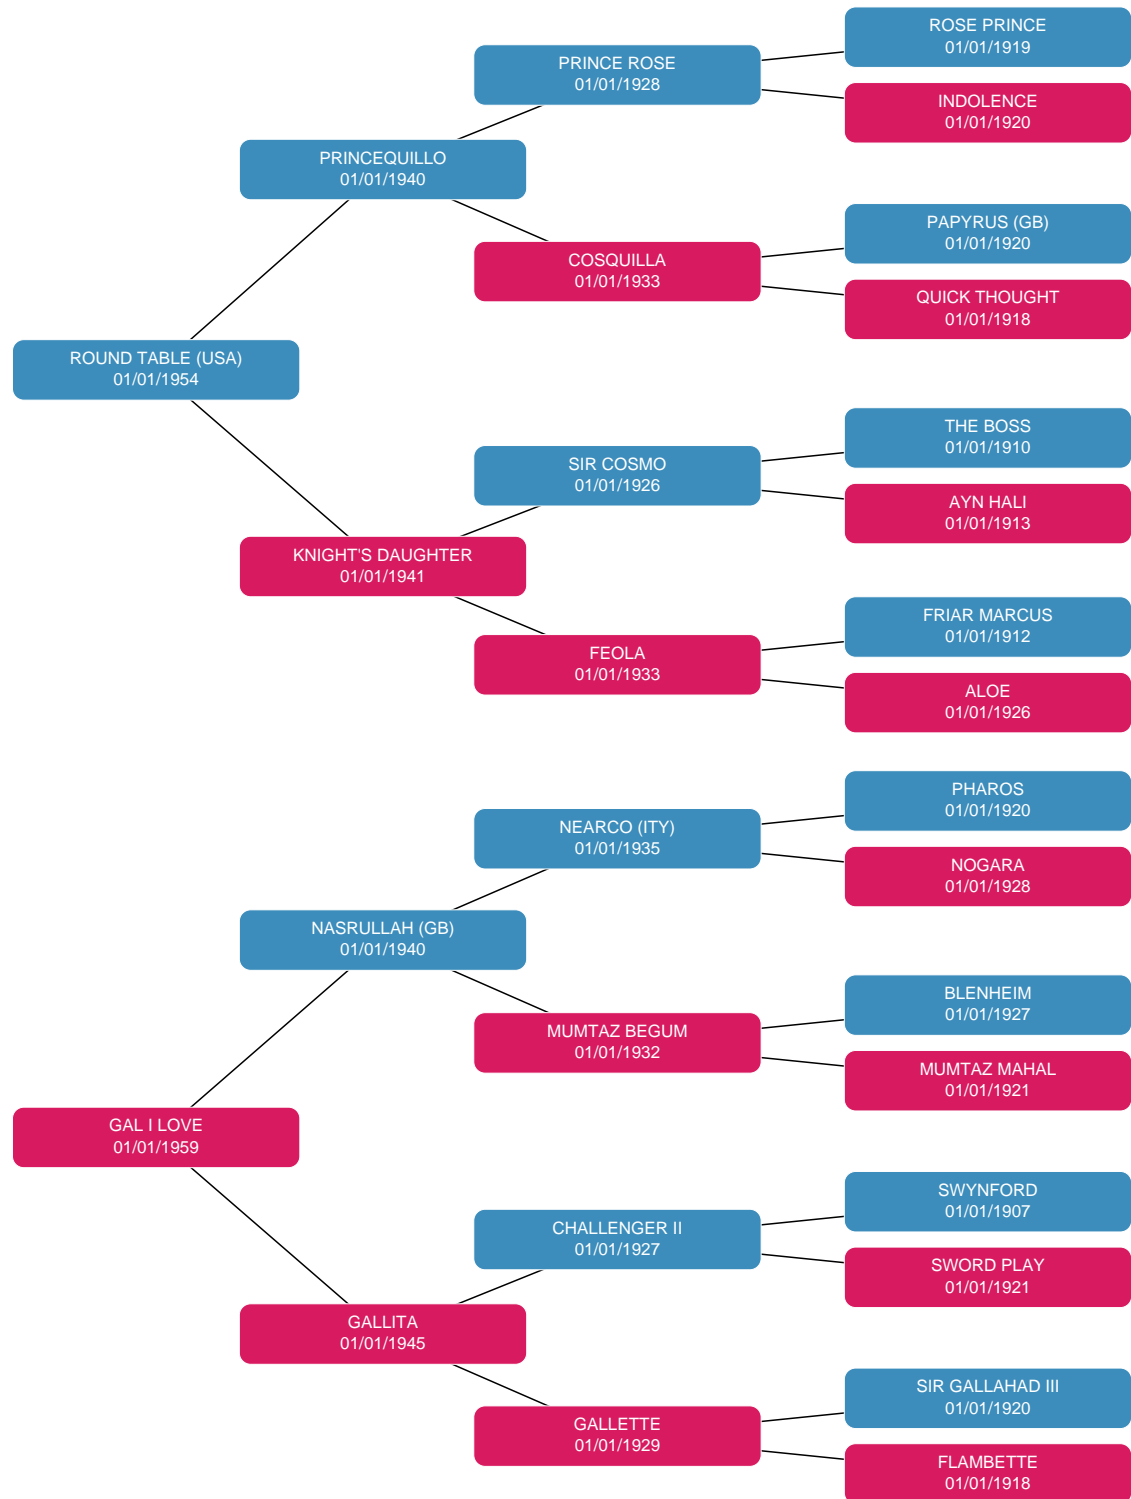 ROSE PRINCE
01/01/1919
PRINCE ROSE
01/01/1928
INDOLENCE
01/01/1920
PRINCEQUILLO
01/01/1940
PAPYRUS (GB)
01/01/1920
COSQUILLA
01/01/1933
QUICK THOUGHT
01/01/1918
ROUND TABLE (USA)
01/01/1954
THE BOSS
01/01/1910
SIR COSMO
01/01/1926
AYN HALI
01/01/1913
KNIGHT'S DAUGHTER
01/01/1941
FRIAR MARCUS
01/01/1912
FEOLA
01/01/1933
ALOE
01/01/1926
PHAROS
01/01/1920
NEARCO (ITY)
01/01/1935
NOGARA
01/01/1928
NASRULLAH (GB)
01/01/1940
BLENHEIM
01/01/1927
MUMTAZ BEGUM
01/01/1932
MUMTAZ MAHAL
01/01/1921
GAL I LOVE
01/01/1959
SWYNFORD
01/01/1907
CHALLENGER II
01/01/1927
SWORD PLAY
01/01/1921
GALLITA
01/01/1945
SIR GALLAHAD III
01/01/1920
GALLETTE
01/01/1929
FLAMBETTE
01/01/1918